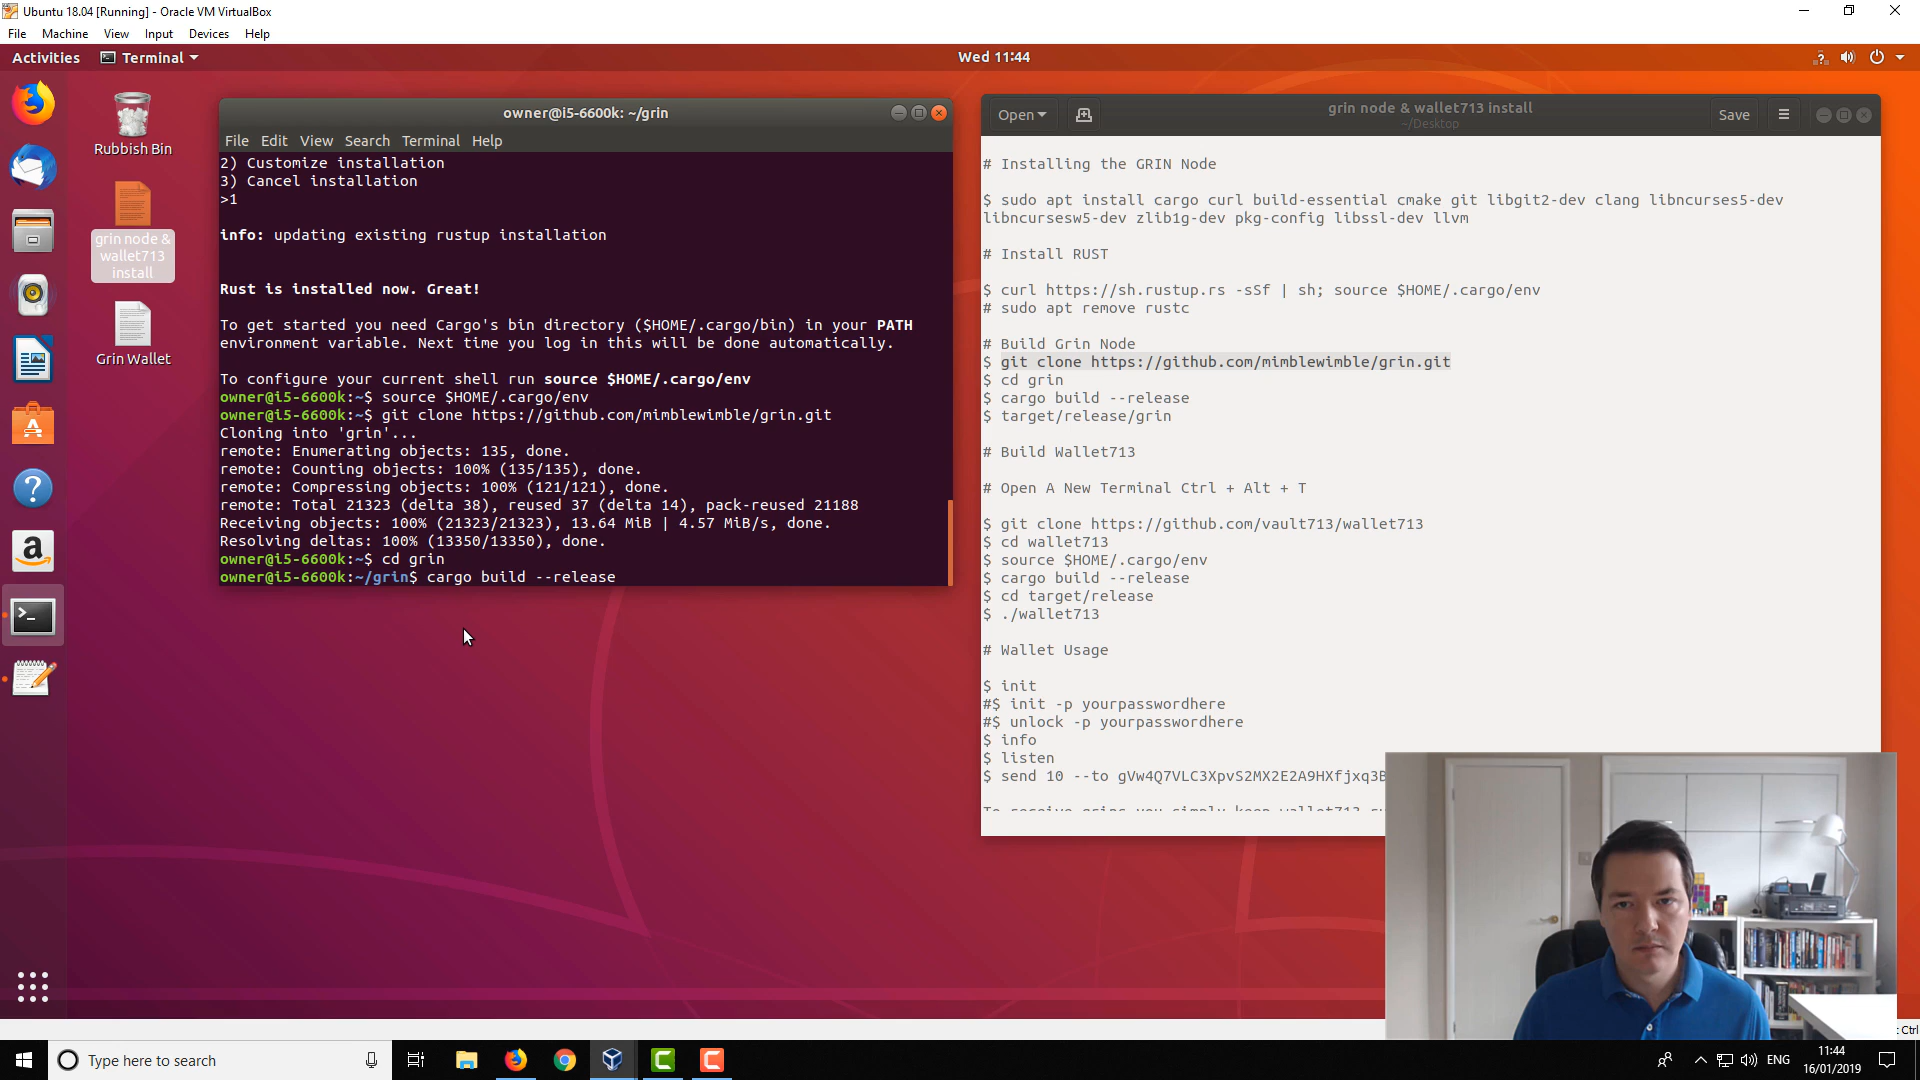 Ubuntu 18.04 [Running] - Oracle VM VirtualBox
File Machine View Input Devices Help
Activities Terminal Wed 11:44
Rubbish Bin
grin node & wallet713 install
Grin Wallet
owner@i5-6600k: ~/grin
File Edit View Search Terminal Help
2) Customize installation
3) Cancel installation
>1
info: updating existing rustup installation
Rust is installed now. Great!
To get started you need Cargo's bin directory ($HOME/.cargo/bin) in your PATH
environment variable. Next time you log in this will be done automatically.
To configure your current shell run source $HOME/.cargo/env
owner@i5-6600k:~$ source $HOME/.cargo/env
owner@i5-6600k:~$ git clone https://github.com/mimblewimble/grin.git
Cloning into 'grin'...
remote: Enumerating objects: 135, done.
remote: Counting objects: 100% (135/135), done.
remote: Compressing objects: 100% (121/121), done.
remote: Total 21323 (delta 38), reused 37 (delta 14), pack-reused 21188
Receiving objects: 100% (21323/21323), 13.64 MiB | 4.57 MiB/s, done.
Resolving deltas: 100% (13350/13350), done.
owner@i5-6600k:~$ cd grin
owner@i5-6600k:~/grin$ cargo build --release
Open grin node & wallet713 install Save
~/Desktop
# Installing the GRIN Node
$ sudo apt install cargo curl build-essential cmake git libgit2-dev clang libncurses5-dev
libncursesw5-dev zlib1g-dev pkg-config libssl-dev llvm
# Install RUST
$ curl https://sh.rustup.rs -sSf | sh; source $HOME/.cargo/env
# sudo apt remove rustc
# Build Grin Node
$ git clone https://github.com/mimblewimble/grin.git
$ cd grin
$ cargo build --release
$ target/release/grin
# Build Wallet713
# Open A New Terminal Ctrl + Alt + T
$ git clone https://github.com/vault713/wallet713
$ cd wallet713
$ source $HOME/.cargo/env
$ cargo build --release
$ cd target/release
$ ./wallet713
# Wallet Usage
$ init
#$ init -p yourpasswordhere
#$ unlock -p yourpasswordhere
$ info
$ listen
$ send 10 --to gVw4Q7VLC3XpvS2MX2E2A9HXfjxq3B
To receive grins you simply keep wallet713
Ctrl
Type here to search
ENG
11:44
16/01/2019